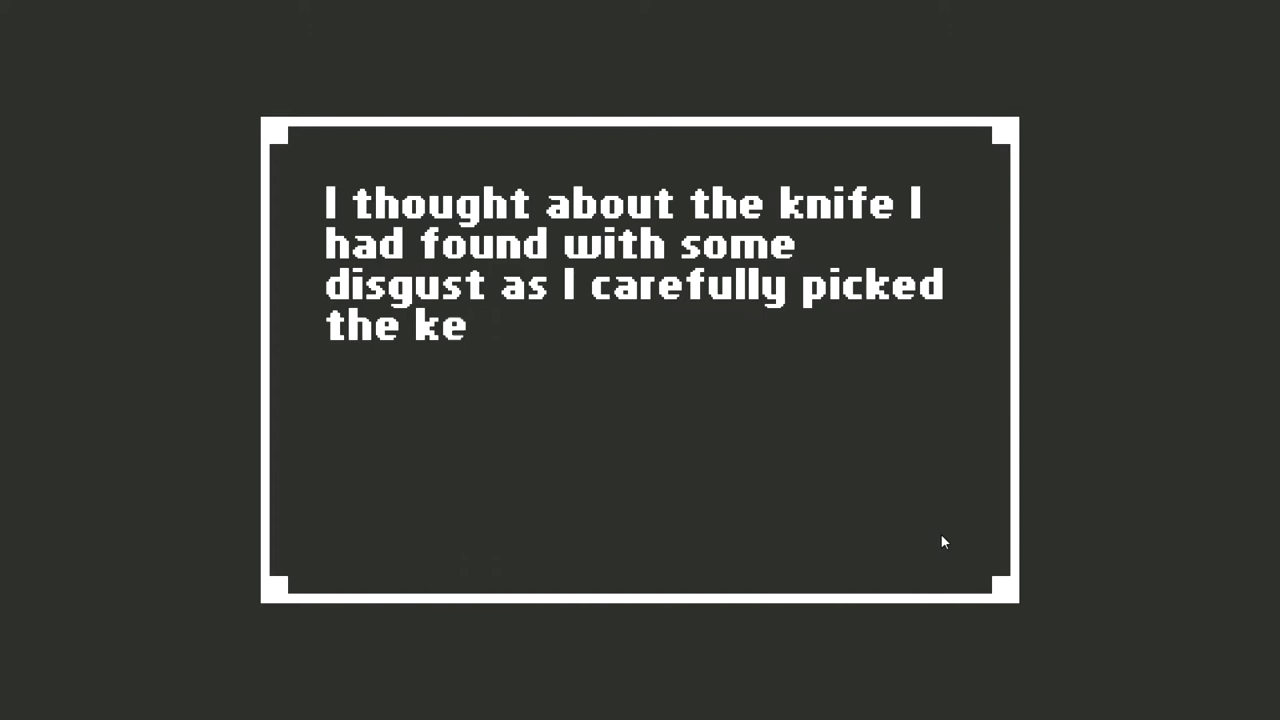 I thought about the knife I
had found with some
disgust as I carefully picked
the ke